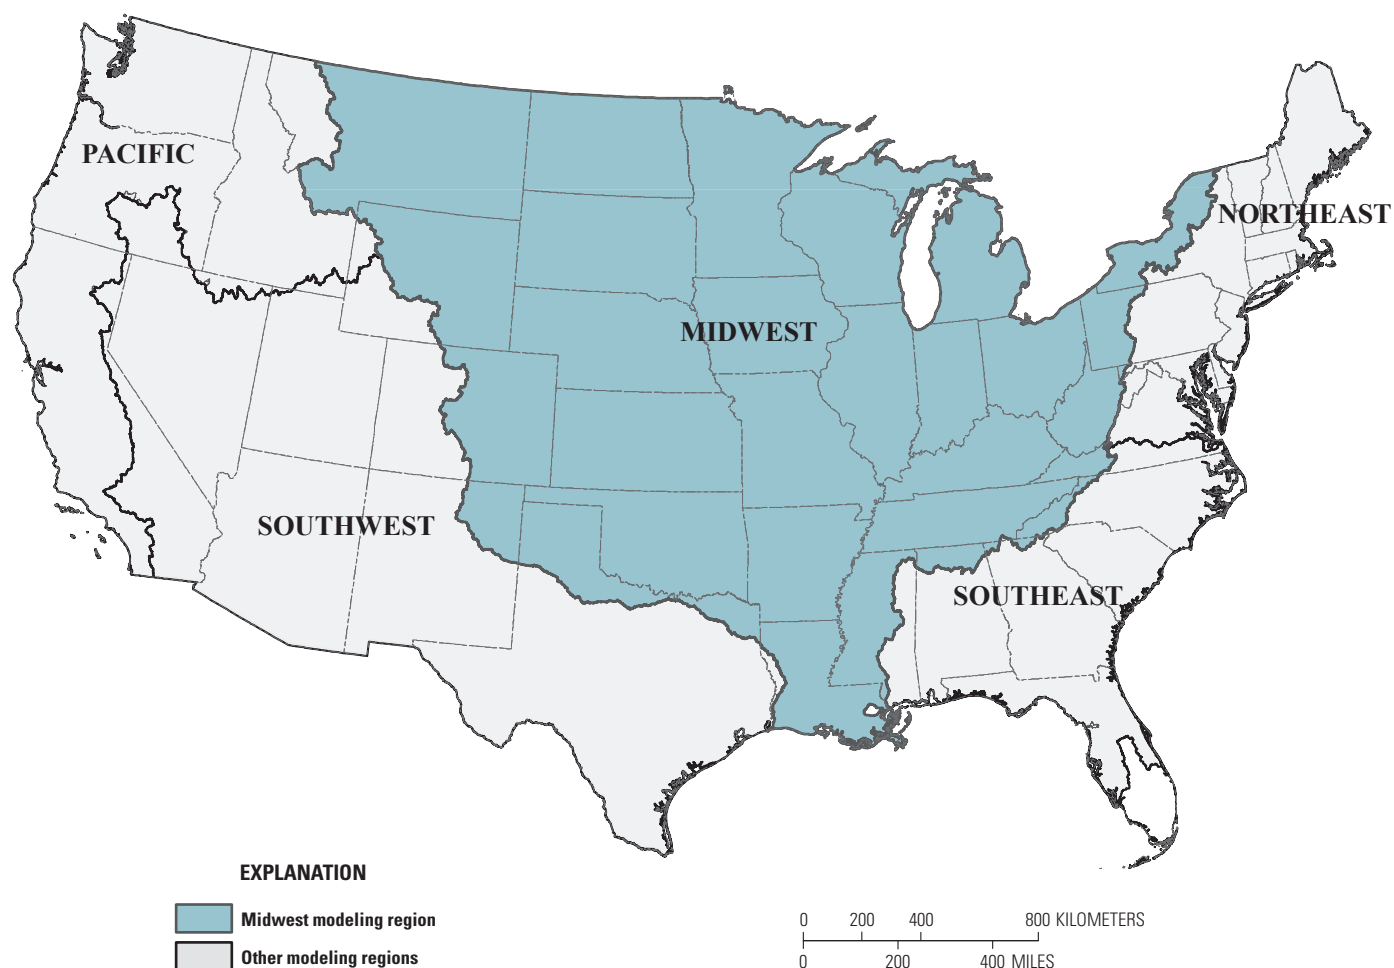 PACIFIC
NORTHEAST
MIDWEST
SOUTHWEST
SOUTHEAST
EXPLANATION
Midwest modeling region
Other modeling regions
0 200 400 800 KILOMETERS
0 200 400 MILES